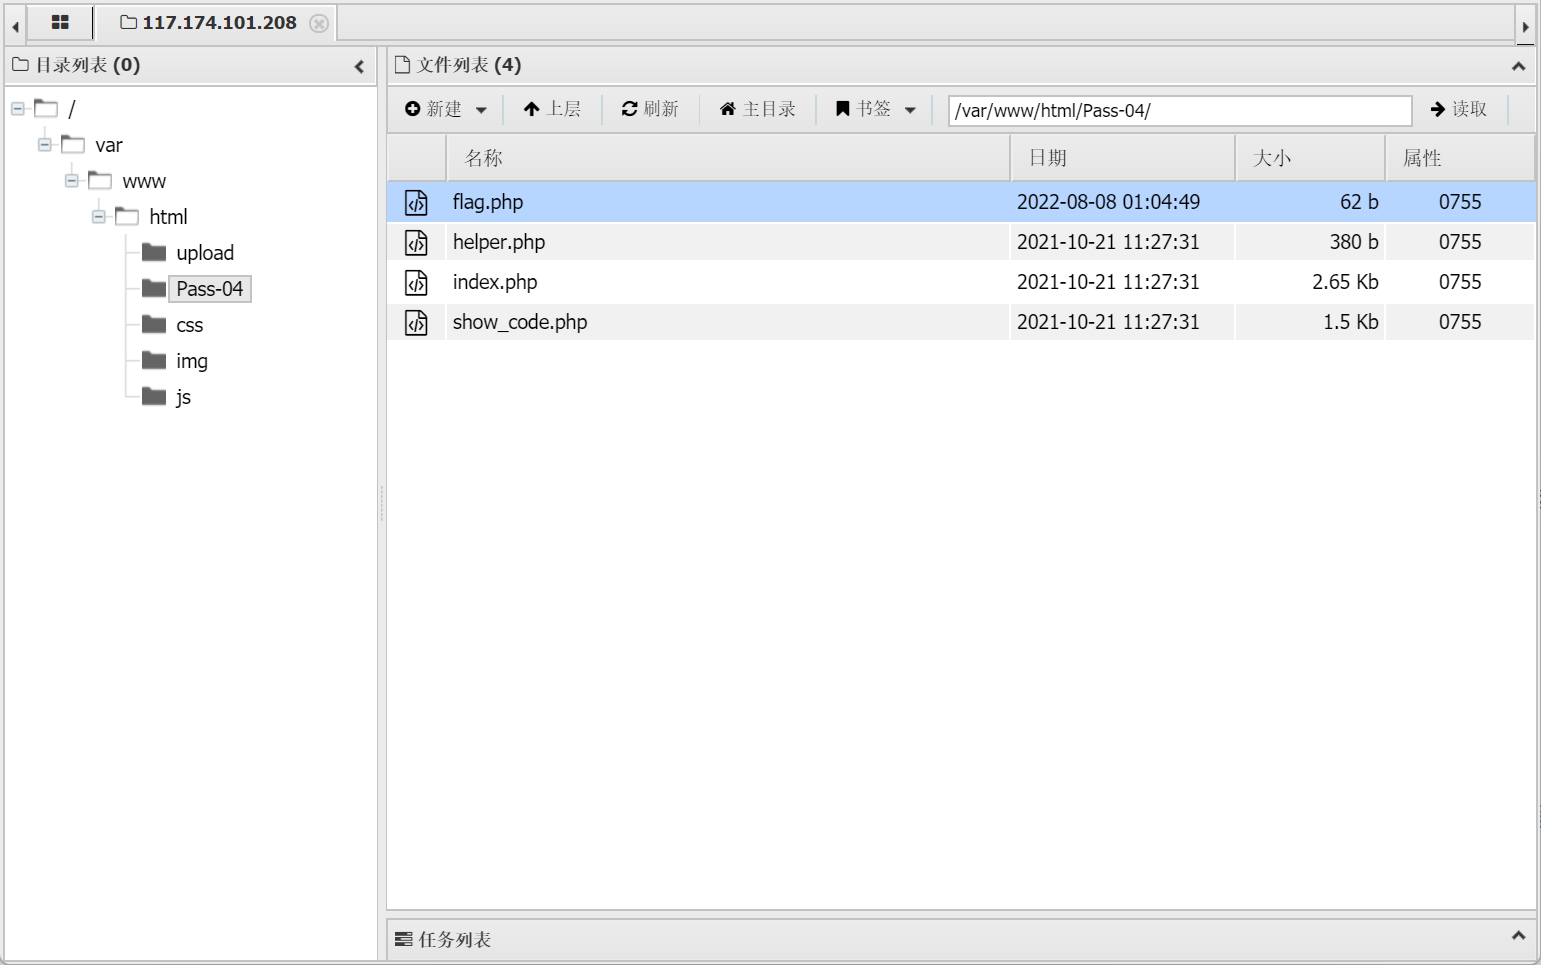 117.174.101.208
目录列表 (0)
/
var
www
html
upload
Pass-04
css
img
js
文件列表 (4)
新建 上层 刷新 主目录 书签 /var/www/html/Pass-04/ 读取
名称 日期 大小 属性
flag.php 2022-08-08 01:04:49 62 b 0755
helper.php 2021-10-21 11:27:31 380 b 0755
index.php 2021-10-21 11:27:31 2.65 Kb 0755
show_code.php 2021-10-21 11:27:31 1.5 Kb 0755
任务列表